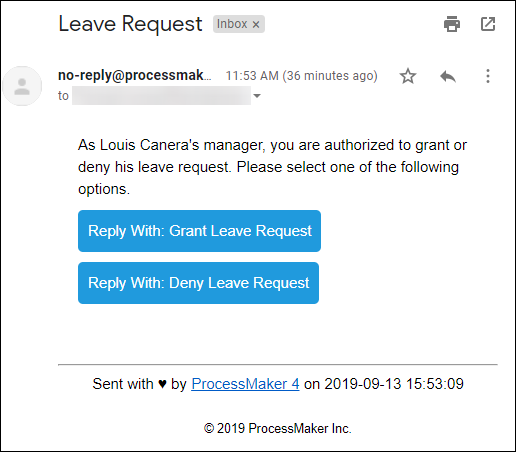 Leave Request Inbox ×
no-reply@processmak... 11:53 AM (36 minutes ago)
to
As Louis Canera's manager, you are authorized to grant or
deny his leave request. Please select one of the following
options.
Reply With: Grant Leave Request
Reply With: Deny Leave Request
Sent with ♥ by ProcessMaker 4 on 2019-09-13 15:53:09
© 2019 ProcessMaker Inc.